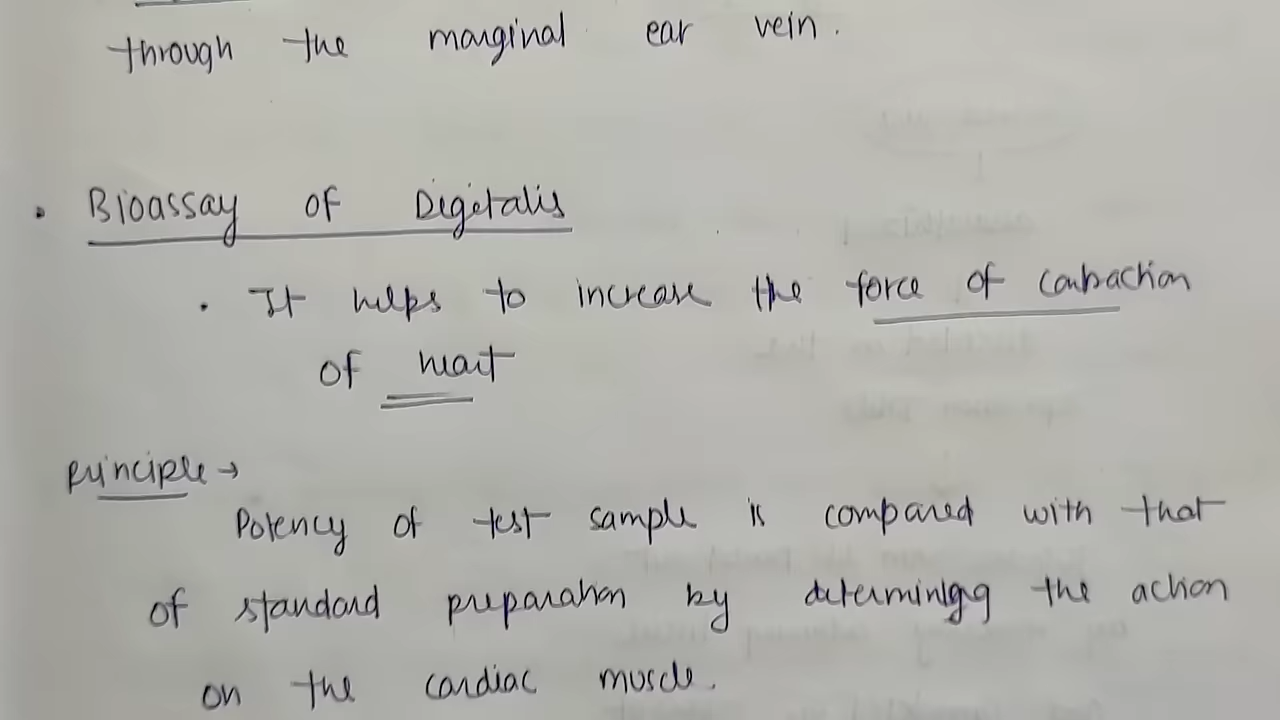 through the marginal ear vein.
• Bioassay of Digitalis
• It helps to increase the force of contraction
of heart
Principle →
Potency of test sample is compared with that
of standard preparation by determinigg the action
on the cardiac muscle.